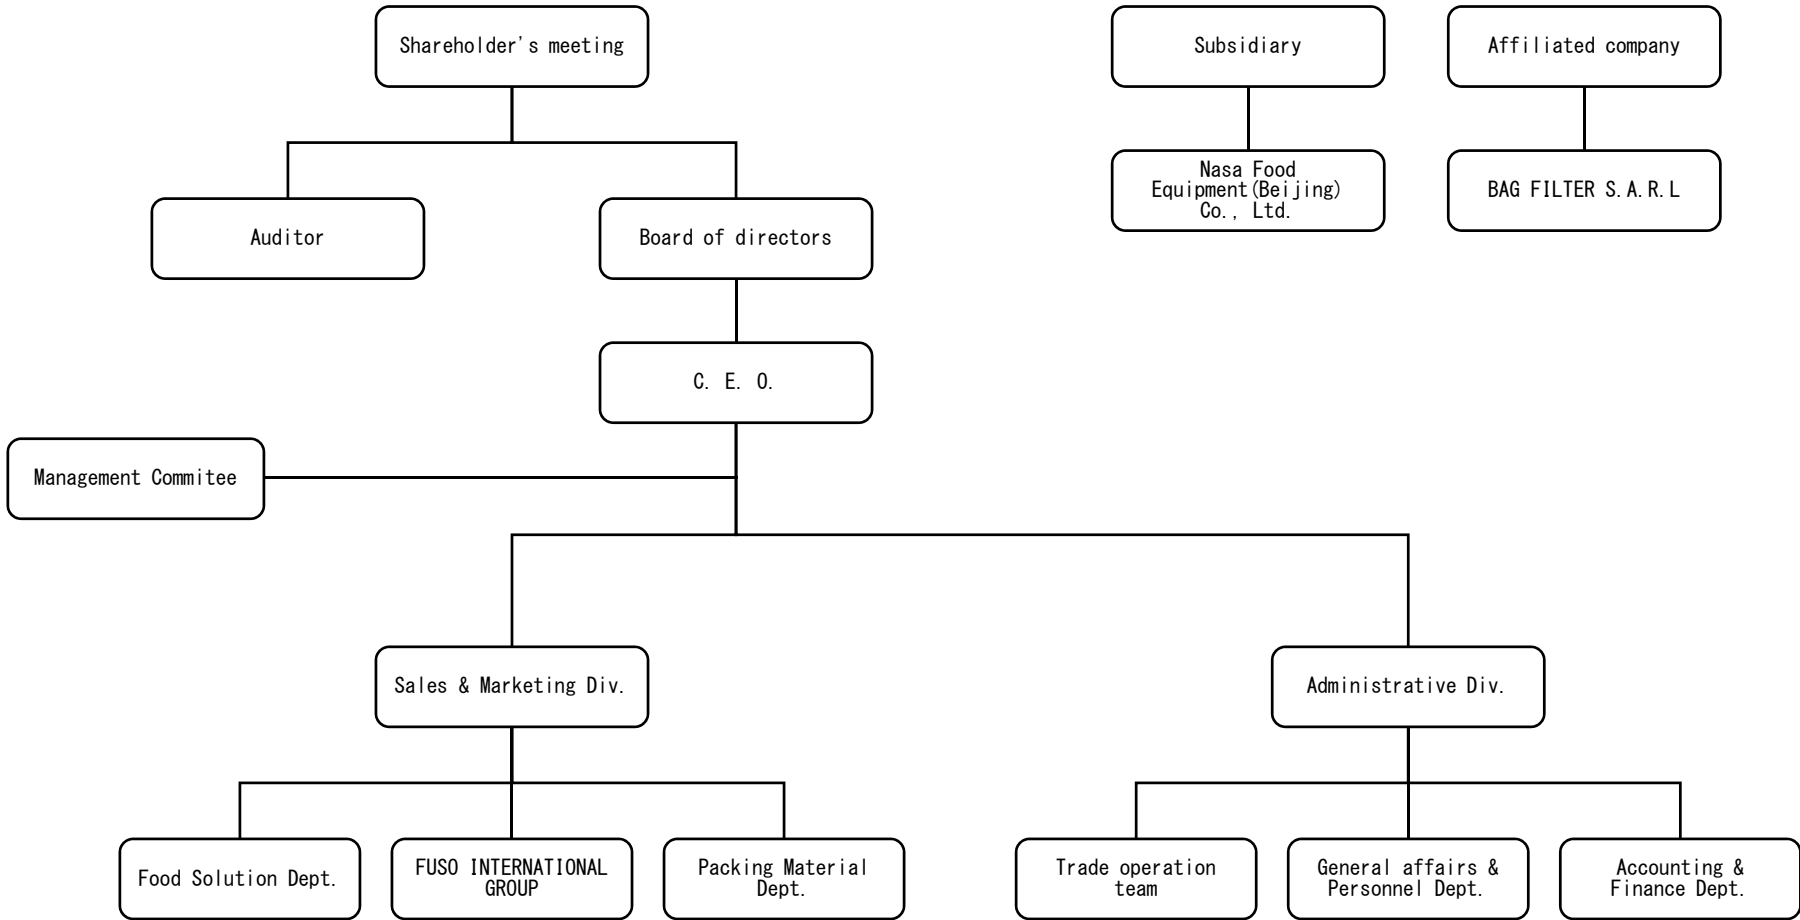 Shareholder's meeting
Subsidiary
Affiliated company
Nasa Food
Equipment(Beijing)
Co., Ltd.
BAG FILTER S.A.R.L
Auditor
Board of directors
C. E. O.
Management Commitee
Sales & Marketing Div.
Administrative Div.
Food Solution Dept.
FUSO INTERNATIONAL
GROUP
Packing Material
Dept.
Trade operation
team
General affairs &
Personnel Dept.
Accounting &
Finance Dept.